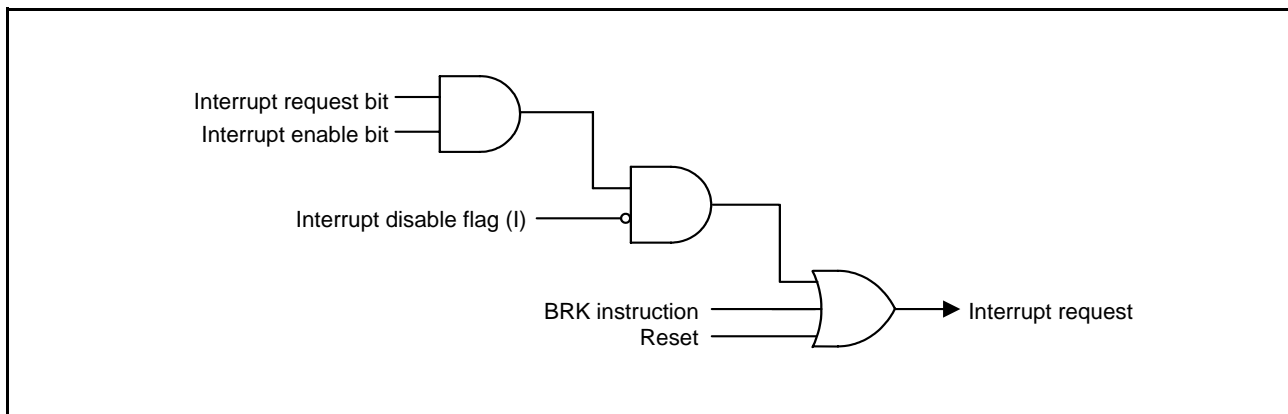 Interrupt request bit
Interrupt enable bit
Interrupt disable flag (I)
BRK instruction
Reset
Interrupt request